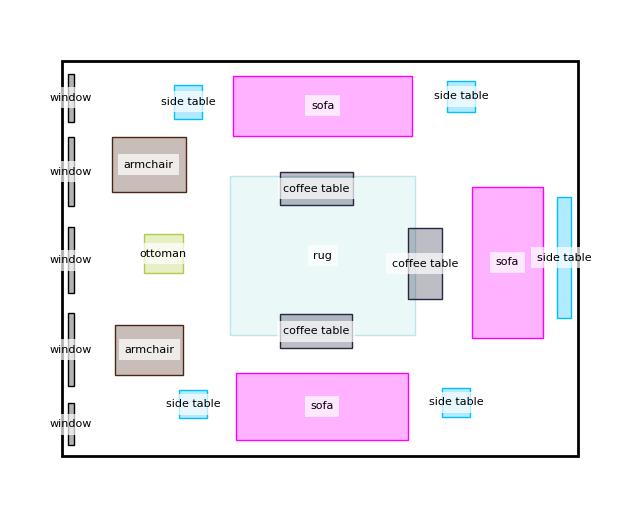 window
side table
sofa
side table
armchair
window
coffee table
ottoman
rug
coffee table
sofa
side table
window
coffee table
armchair
window
side table
sofa
side table
window